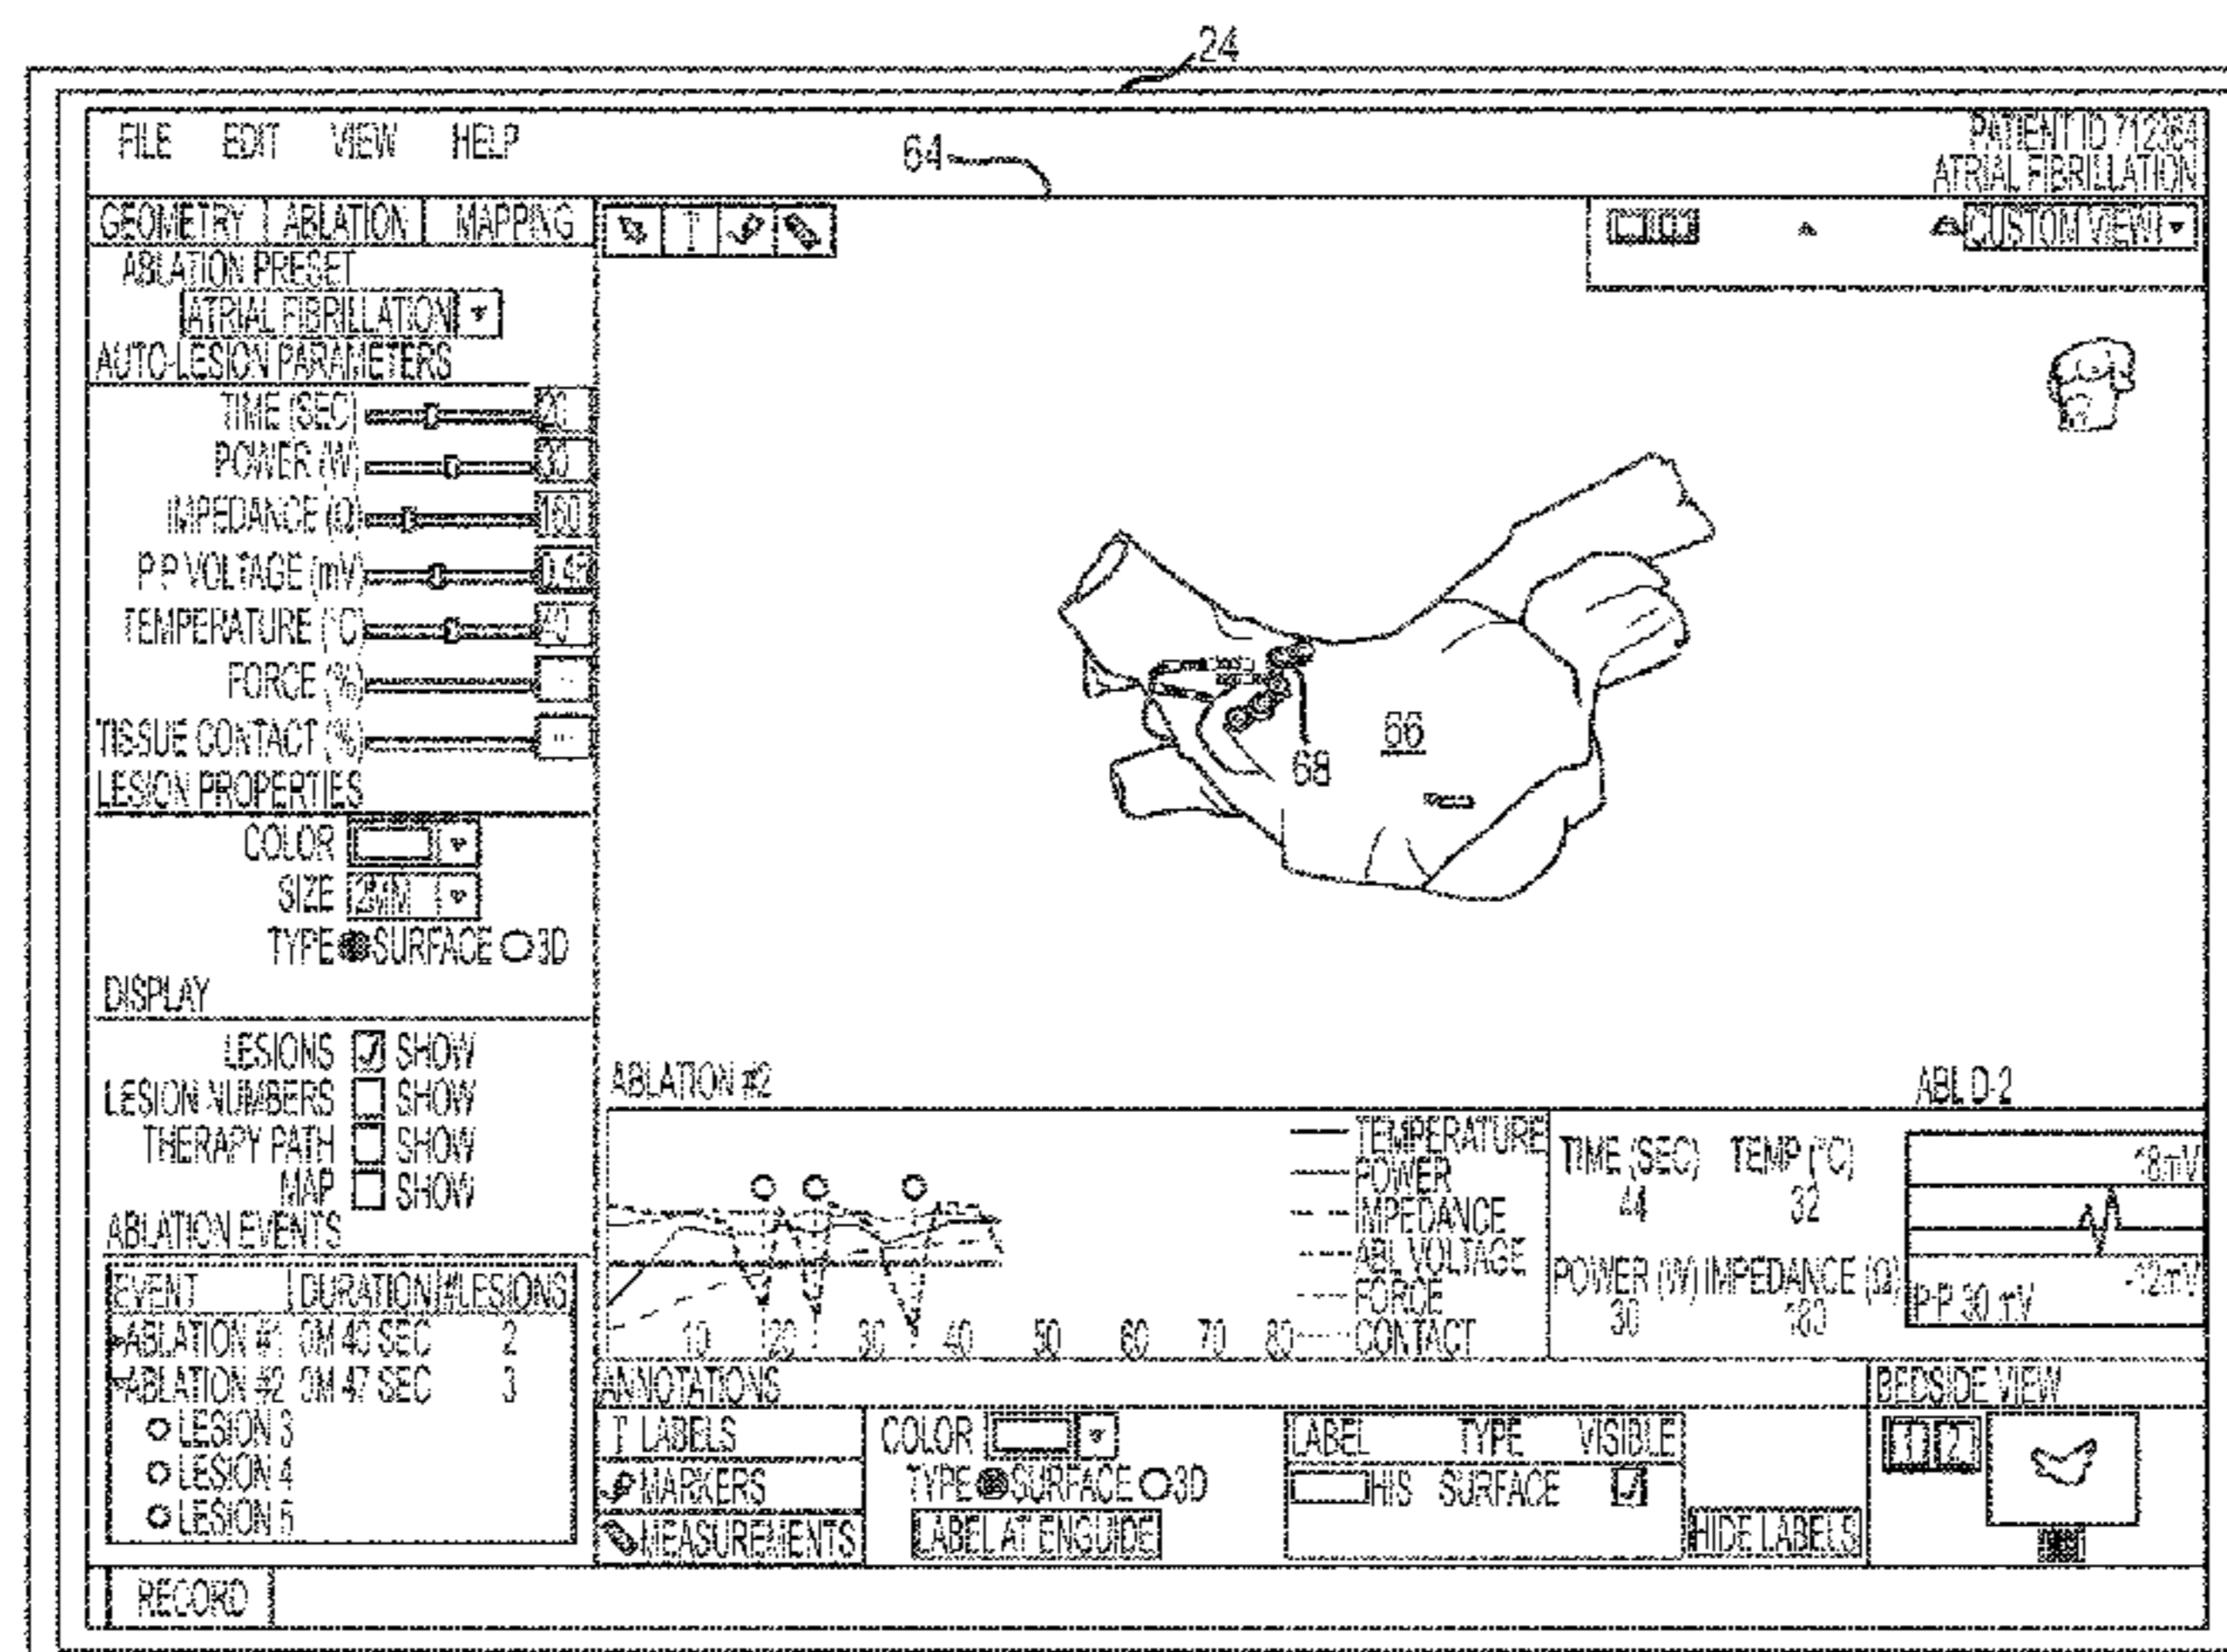 24
FILE EDIT VIEW HELP
64
PATIENT ID 712364
ATRIAL FIBRILLATION
GEOMETRY ABLATION MAPPING
T
CUSTOM VIEW
ABLATION PRESET
ATRIAL FIBRILLATION
AUTO-LESION PARAMETERS
TIME (SEC) 20
POWER (W) 30
IMPEDANCE (Ω) 160
P-P VOLTAGE (mV)
TEMPERATURE (°C) 40
FORCE (%) --
TISSUE CONTACT (%) --
LESION PROPERTIES
COLOR
SIZE 2MM
TYPE SURFACE 3D
DISPLAY
LESIONS SHOW
LESION NUMBERS SHOW
THERAPY PATH SHOW
MAP SHOW
ABLATION EVENTS
EVENT DURATION #LESIONS
ABLATION #1 0M 40 SEC 2
ABLATION #2 0M 47 SEC 3
LESION 3
LESION 4
LESION 5
66
68
ABLATION #2
ABL D-2
10 20 30 40 50 60 70 80
TEMPERATURE
POWER
IMPEDANCE
ABL VOLTAGE
FORCE
CONTACT
TIME (SEC) TEMP (°C)
44 32
POWER (W) IMPEDANCE (Ω)
30
18mV
-12mV
P-P 30 mV
ANNOTATIONS
T LABELS
MARKERS
MEASUREMENTS
COLOR
TYPE SURFACE 3D
LABEL AT ENGUIDE
LABEL TYPE VISIBLE
HIS SURFACE
HIDE LABELS
BEDSIDE VIEW
1 2
RECORD